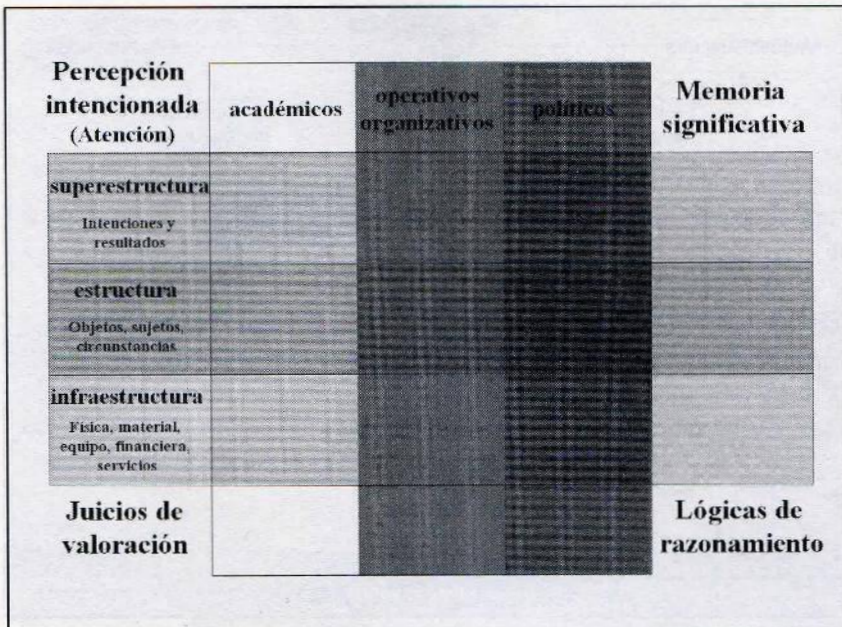 Percepción
intencionada
(Atención)
académicos
operativos
organizativos
políticos
Memoria
significativa
superestructura
Intenciones y
resultados
estructura
Objetos, sujetos,
circunstancias
infraestructura
Física, material,
equipo, financiera,
servicios
Juicios de
valoración
Lógicas de
razonamiento